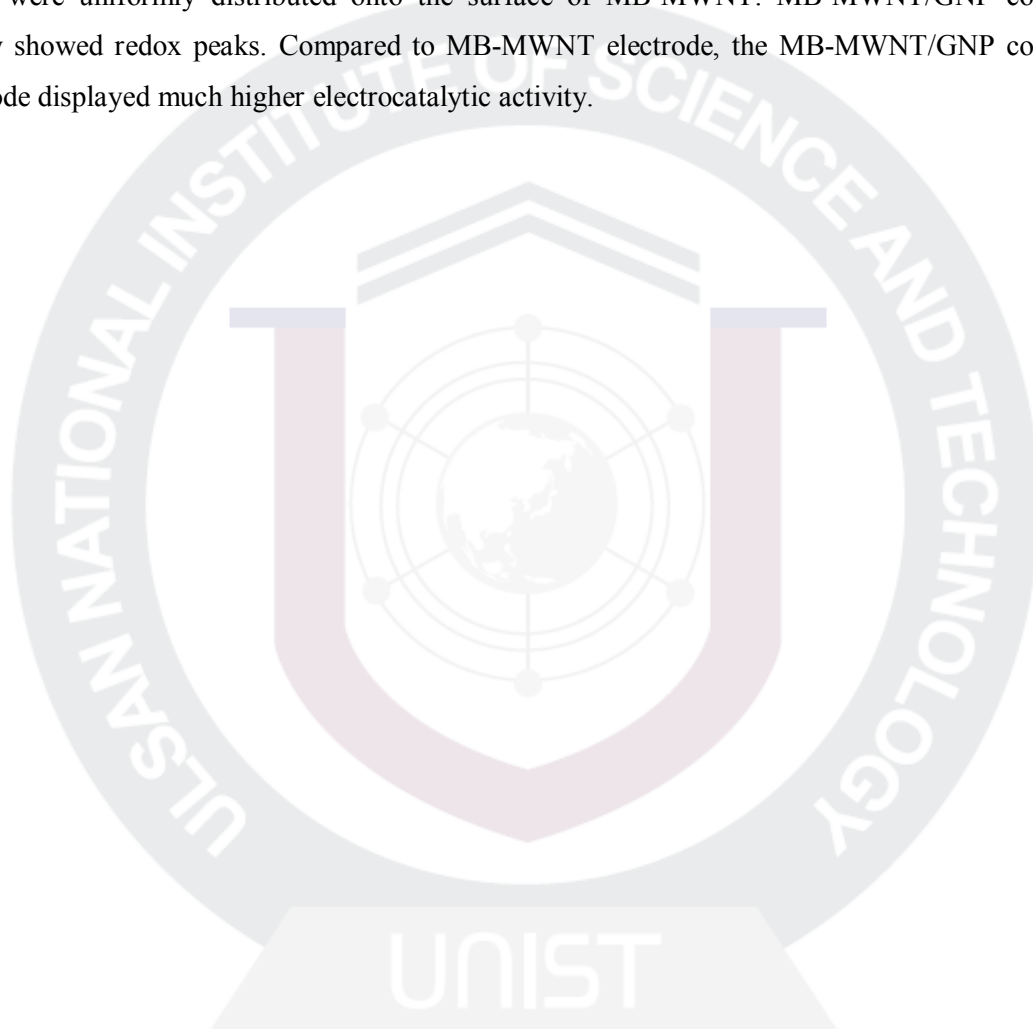 were uniformly distributed onto the surface of MB-MWNT. MB-MWNT/GNP co
showed redox peaks. Compared to MB-MWNT electrode, the MB-MWNT/GNP co
ode displayed much higher electrocatalytic activity.
ULSAN NATIONAL INSTITUTE OF SCIENCE AND TECHNOLOGY
UNIST